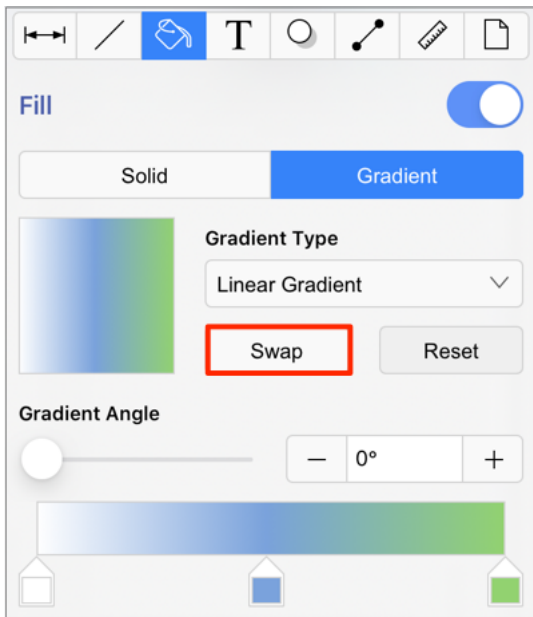 T
Fill
Solid
Gradient
Gradient Type
Linear Gradient
Swap
Reset
Gradient Angle
0°